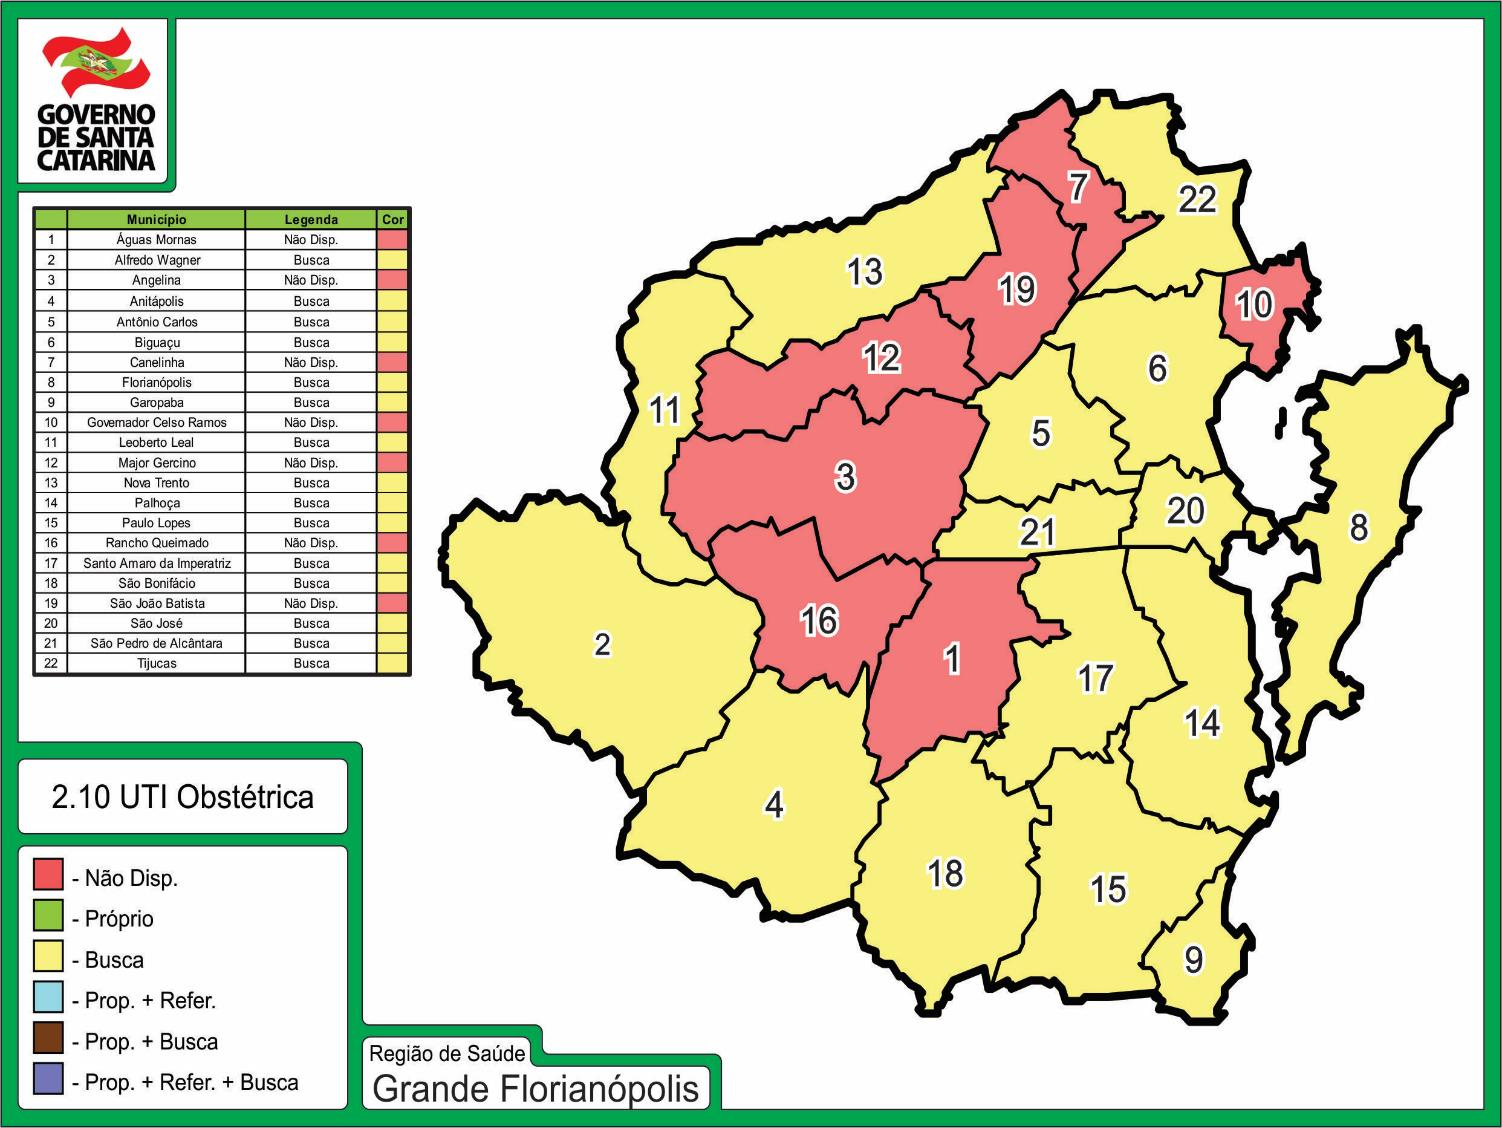 GOVERNO
DE SANTA
CATARINA
Município Legenda Cor
1 Águas Mornas Não Disp.
2 Alfredo Wagner Busca
3 Angelina Não Disp.
4 Anitápolis Busca
5 Antônio Carlos Busca
6 Biguaçu Busca
7 Canelinha Não Disp.
8 Florianópolis Busca
9 Garopaba Busca
10 Governador Celso Ramos Não Disp.
11 Leoberto Leal Busca
12 Major Gercino Não Disp.
13 Nova Trento Busca
14 Palhoça Busca
15 Paulo Lopes Busca
16 Rancho Queimado Não Disp.
17 Santo Amaro da Imperatriz Busca
18 São Bonifácio Busca
19 São João Batista Não Disp.
20 São José Busca
21 São Pedro de Alcântara Busca
22 Tijucas Busca
7
22
13
19
10
12
6
11
5
3
20
21
8
16
2
1
17
14
4
18
15
9
2.10 UTI Obstétrica
- Não Disp.
- Próprio
- Busca
- Prop. + Refer.
- Prop. + Busca
- Prop. + Refer. + Busca
Região de Saúde
Grande Florianópolis